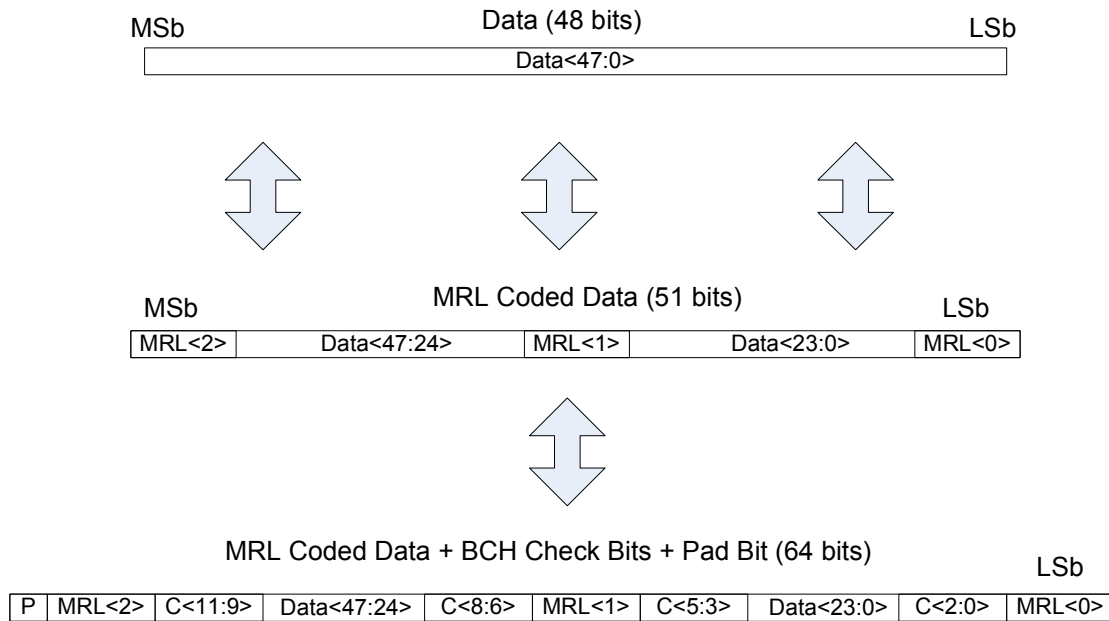 Data (48 bits)
MSb LSb
Data<47:0>
MRL Coded Data (51 bits)
MSb LSb
MRL<2> Data<47:24> MRL<1> Data<23:0> MRL<0>
MRL Coded Data + BCH Check Bits + Pad Bit (64 bits)
LSb
P MRL<2> C<11:9> Data<47:24> C<8:6> MRL<1> C<5:3> Data<23:0> C<2:0> MRL<0>